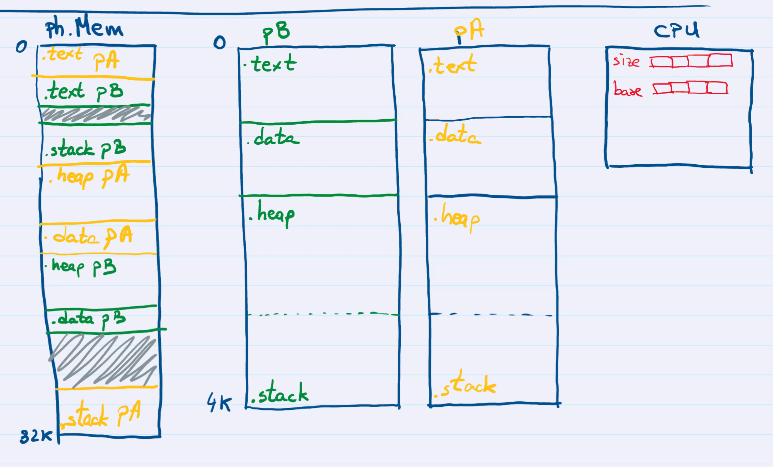 ph.Mem
0
.text pA
.text pB
.stack pB
.heap pA
.data pA
.heap pB
.data pB
.stack pA
32K
pB
0
.text
.data
.heap
.stack
4K
pA
.text
.data
.heap
.stack
CPU
size
base